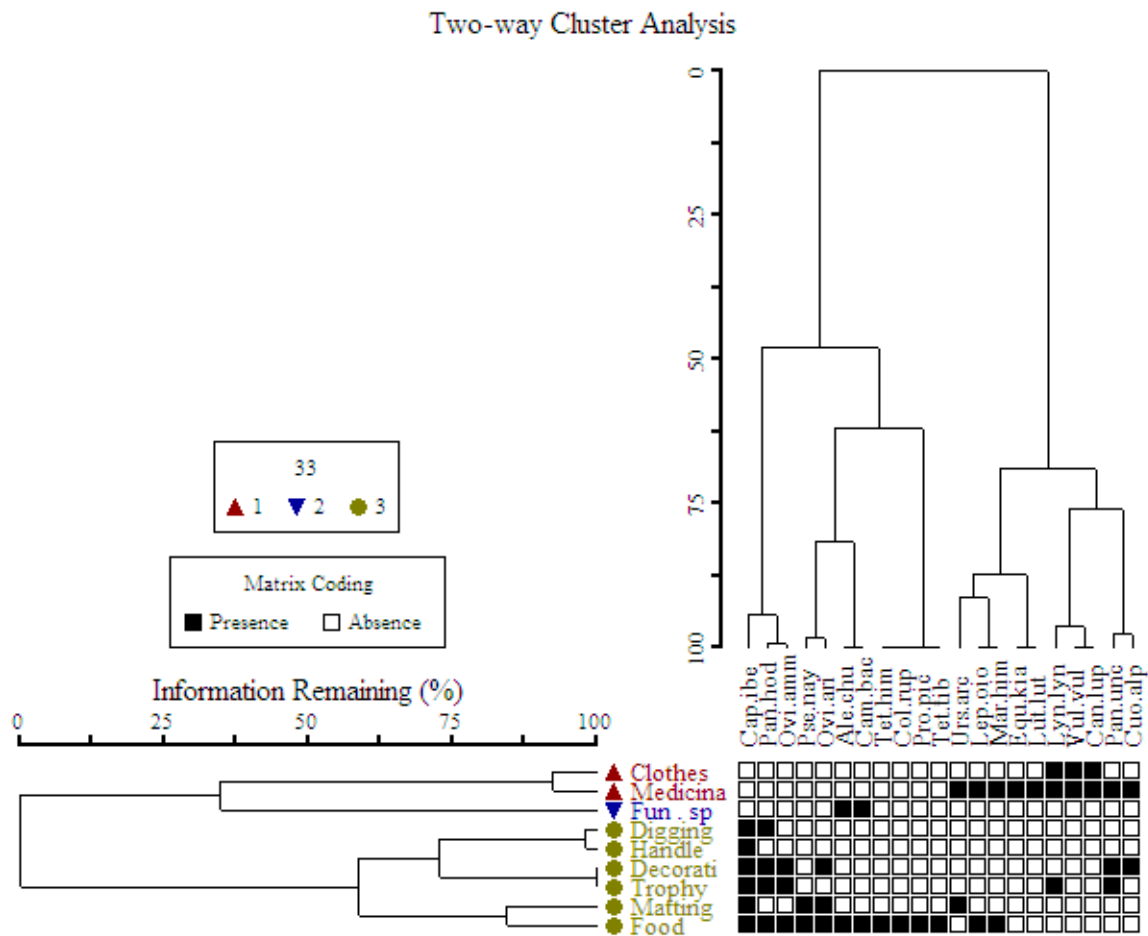 Two-way Cluster Analysis
0
25
50
75
100
33
1 2 3
Matrix Coding
Presence Absence
Information Remaining (%)
0 25 50 75 100
Cap.ibe
Pan.hod
Ovi.amm
Pse.nay
Ovi.ari
Ale.chu
Cam.bac
Tet.him
Col.rup
Pro.pic
Tet.tib
Urs.arc
Lep.oio
Mar.him
Equ.kia
Lut.lut
Lyn.lyn
Vul.vul
Can.lup
Pan.unc
Cuo.alp
Clothes
Medicina
Fun . sp
Digging
Handle
Decorati
Trophy
Matting
Food